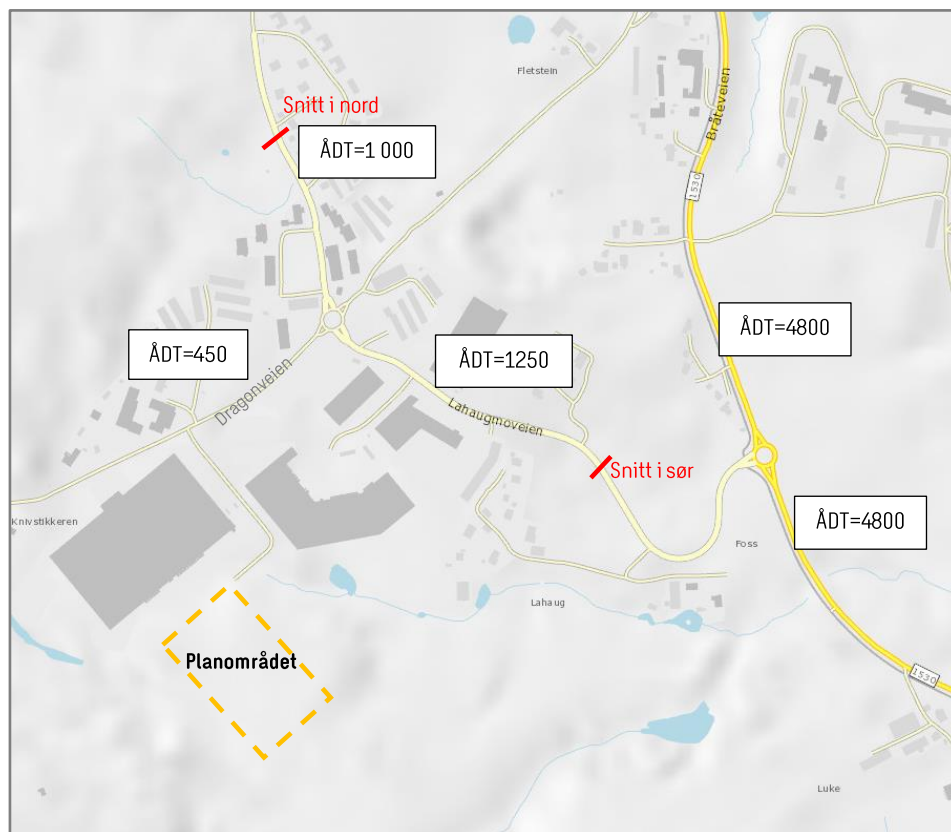 Fletstein
Snitt i nord
ÅDT=1 000
Bråteveien
1530
ÅDT=4800
ÅDT=450
ÅDT=1250
Dragonveien
Lahaugmoveien
Snitt i sør
ÅDT=4800
Knivstikkeren
Foss
Lahaug
Planområdet
1530
Luke